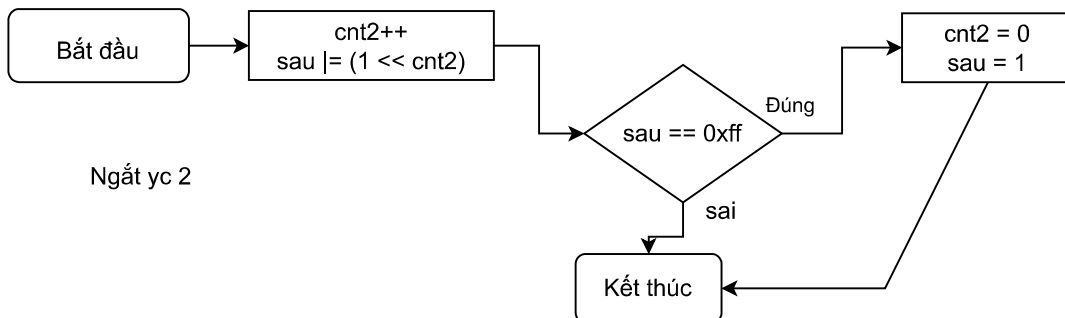 Bắt đầu
cnt2++
sau |= (1 << cnt2)
sau == 0xff
Đúng
cnt2 = 0
sau = 1
sai
Kết thúc
Ngắt yc 2